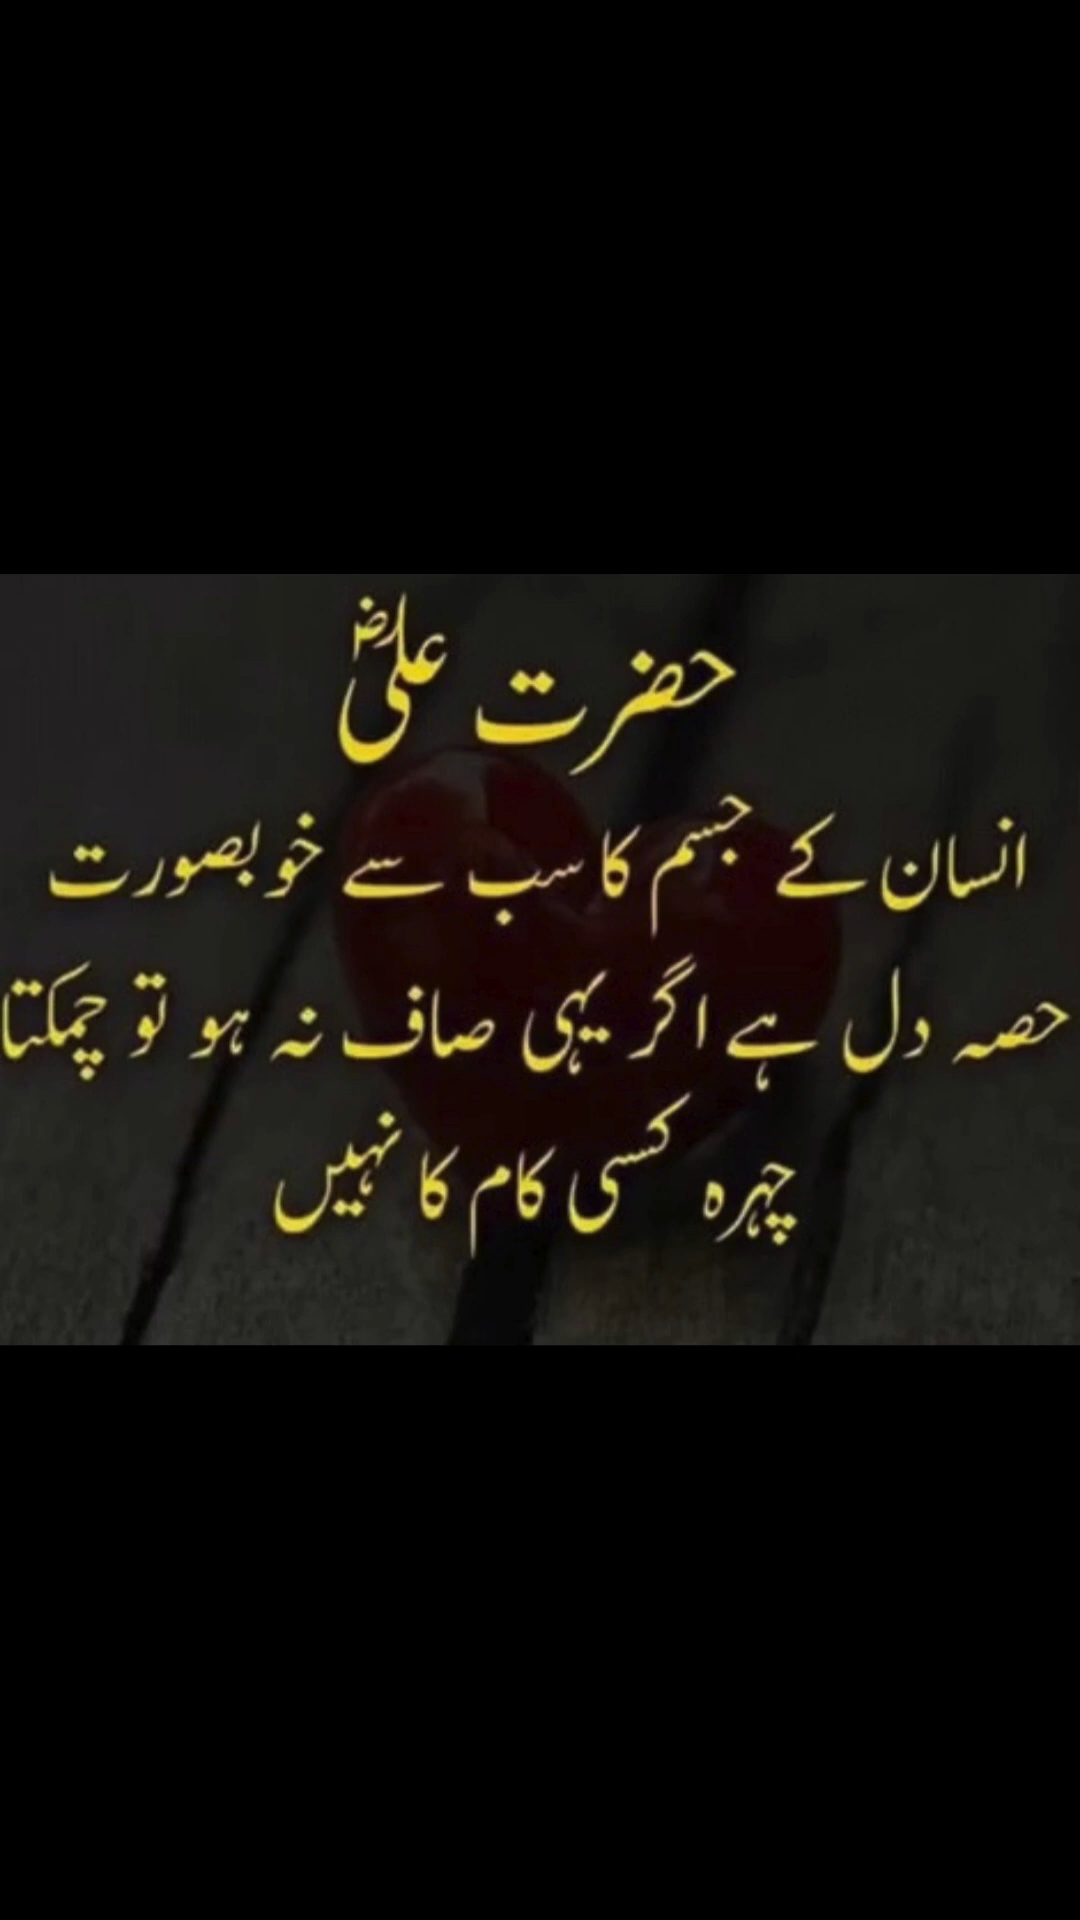 حضرت علیؓ
انسان کے جسم کا سب سے خوبصورت
حصہ دل ہے اگر یہی صاف نہ ہو تو چمکتا
چہرہ کسی کام کا نہیں